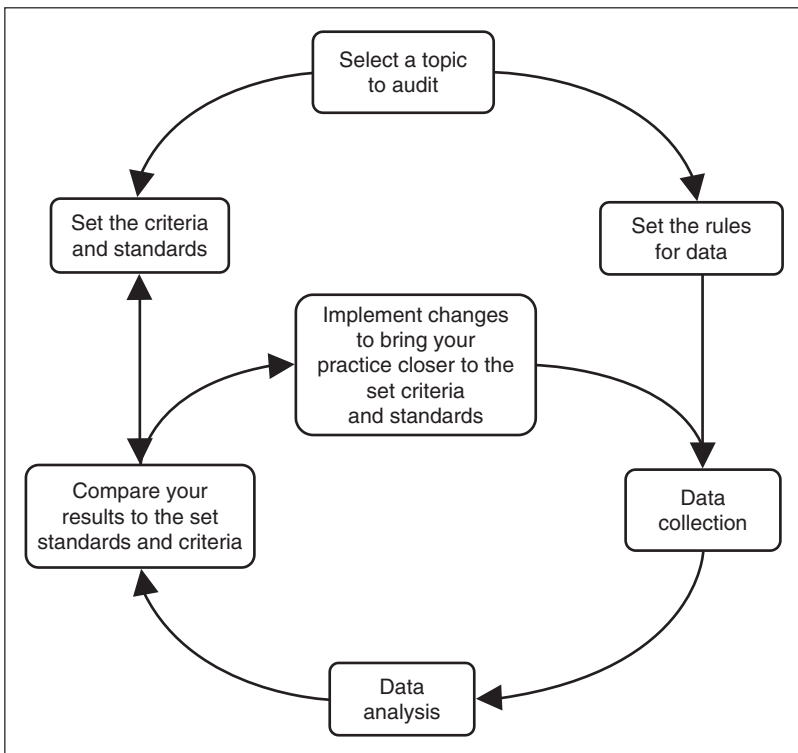 Select a topic
to audit
Set the criteria
and standards
Set the rules
for data
Implement changes
to bring your
practice closer to the
set criteria
and standards
Compare your
results to the set
standards and criteria
Data
collection
Data
analysis